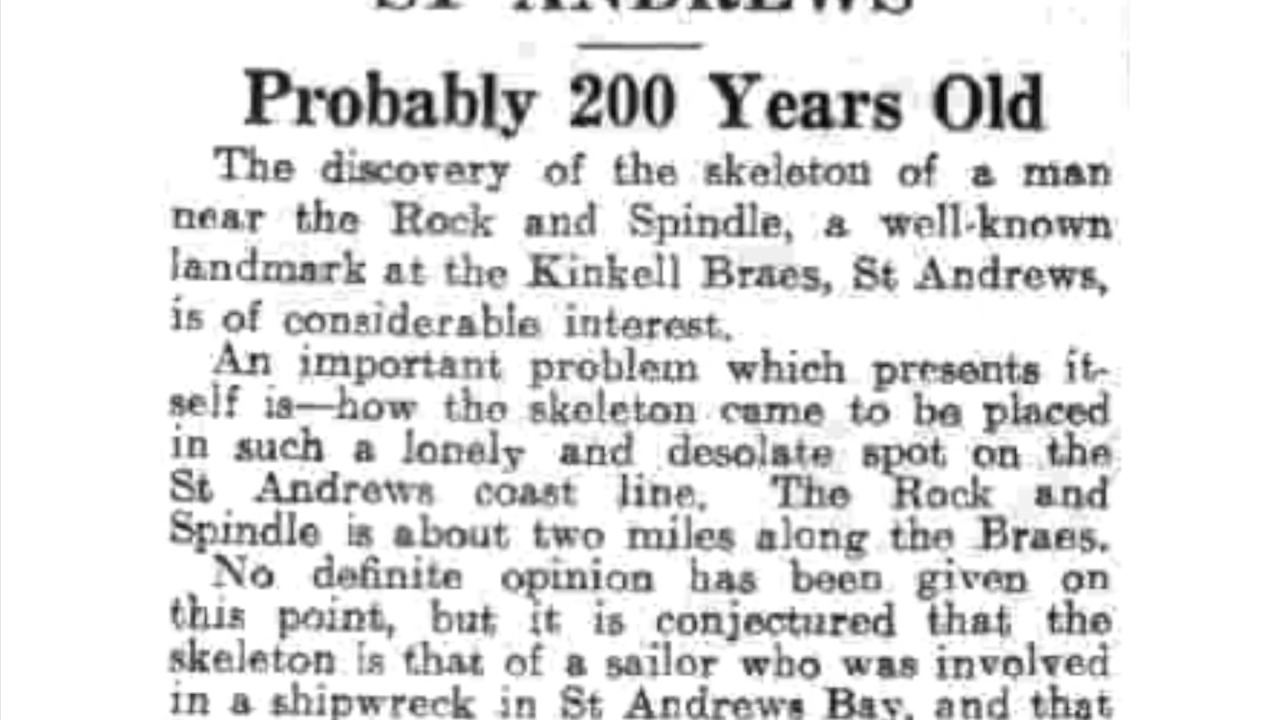 ST ANDREWS
Probably 200 Years Old
The discovery of the skeleton of a man
near the Rock and Spindle, a well-known
landmark at the Kinkell Braes, St Andrews,
is of considerable interest.
An important problem which presents it-
self is—how the skeleton came to be placed
in such a lonely and desolate spot on the
St Andrews coast line. The Rock and
Spindle is about two miles along the Braes.
No definite opinion has been given on
this point, but it is conjectured that the
skeleton is that of a sailor who was involved
in a shipwreck in St Andrews Bay, and that